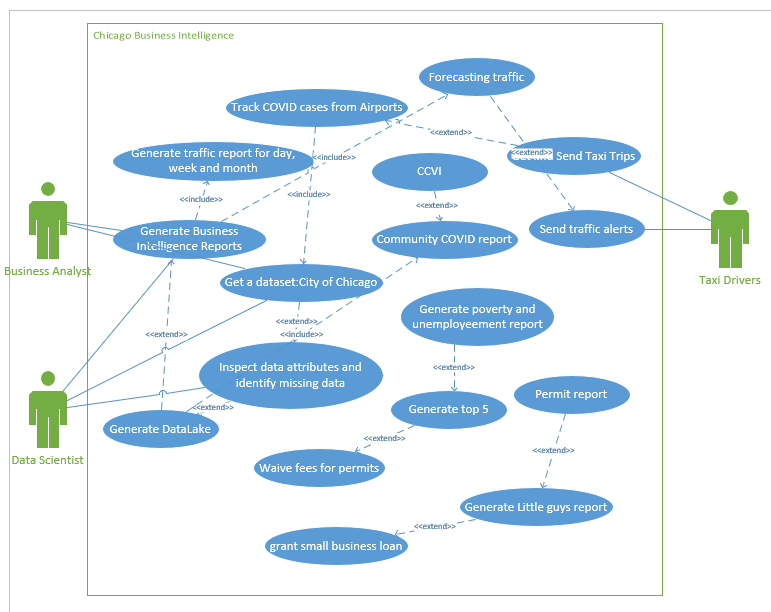 Chicago Business Intelligence
Forecasting traffic
Track COVID cases from Airports
<<extend>>
Generate traffic report for day,
week and month
<<include>>
<<extend>>
Send Taxi Trips
CCVI
<<include>>
<<extend>>
Generate Business
Intelligence Reports
Community COVID report
Send traffic alerts
Business Analyst
Taxi Drivers
Get a dataset:City of Chicago
Generate poverty and
unemployeement report
<<extend>>
<<extend>>
<<include>>
Inspect data attributes and
identify missing data
<<extend>>
Permit report
<<extend>>
Generate top 5
Generate DataLake
<<extend>>
<<extend>>
Data Scientist
Waive fees for permits
Generate Little guys report
<<extend>>
grant small business loan